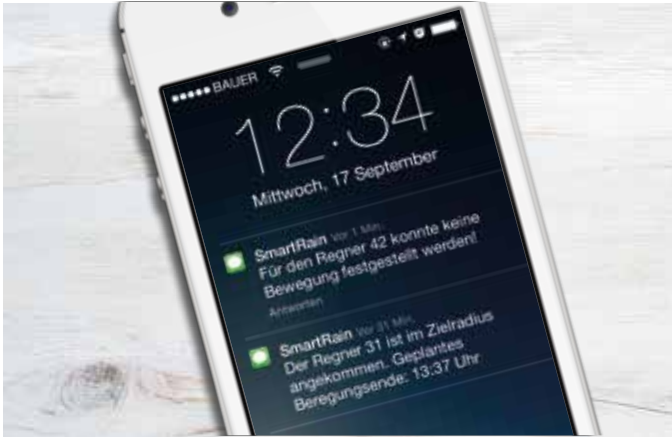 BAUER
12:34
Mittwoch, 17 September
SmartRain Vor 1 Min.
Für den Regner 42 konnte keine
Bewegung festgestellt werden!
Antworten
SmartRain Vor 31 Min.
Der Regner 31 ist im Zielradius
angekommen. Geplantes
Beregungsende: 13:37 Uhr